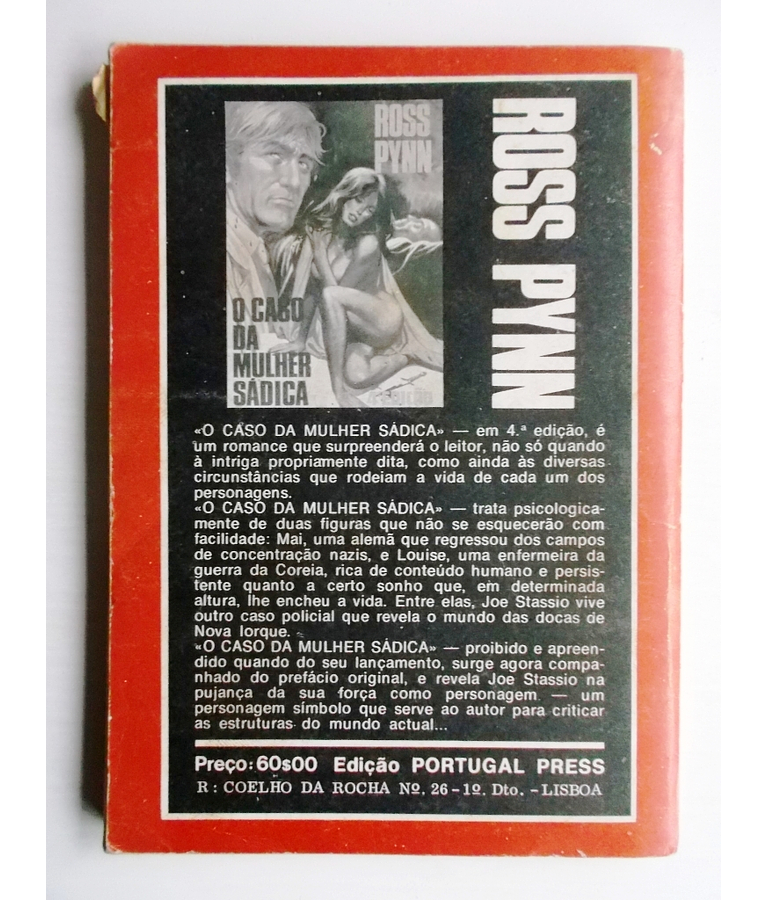 ROSS
PYNN
O CASO
DA
MULHER
SÁDICA
4.ª EDIÇÃO
ROSS PYNN
«O CASO DA MULHER SÁDICA» — em 4.ª edição, é
um romance que surpreenderá o leitor, não só quando
à intriga propriamente dita, como ainda às diversas
circunstâncias que rodeiam a vida de cada um dos
personagens.
«O CASO DA MULHER SÁDICA» — trata psicologica-
mente de duas figuras que não se esquecerão com
facilidade: Mai, uma alemã que regressou dos campos
de concentração nazis, e Louise, uma enfermeira da
guerra da Coreia, rica de conteúdo humano e persis-
tente quanto a certo sonho que, em determinada
altura, lhe encheu a vida. Entre elas, Joe Stassio vive
outro caso policial que revela o mundo das docas de
Nova Iorque.
«O CASO DA MULHER SÁDICA» — proibido e apreen-
dido quando do seu lançamento, surge agora compa-
nhado do prefácio original, e revela Joe Stassio na
pujança da sua força como personagem — um
personagem símbolo que serve ao autor para criticar
as estruturas do mundo actual...
Preço: 60$00 Edição PORTUGAL PRESS
R: COELHO DA ROCHA Nº. 26 - 1º. Dto. - LISBOA